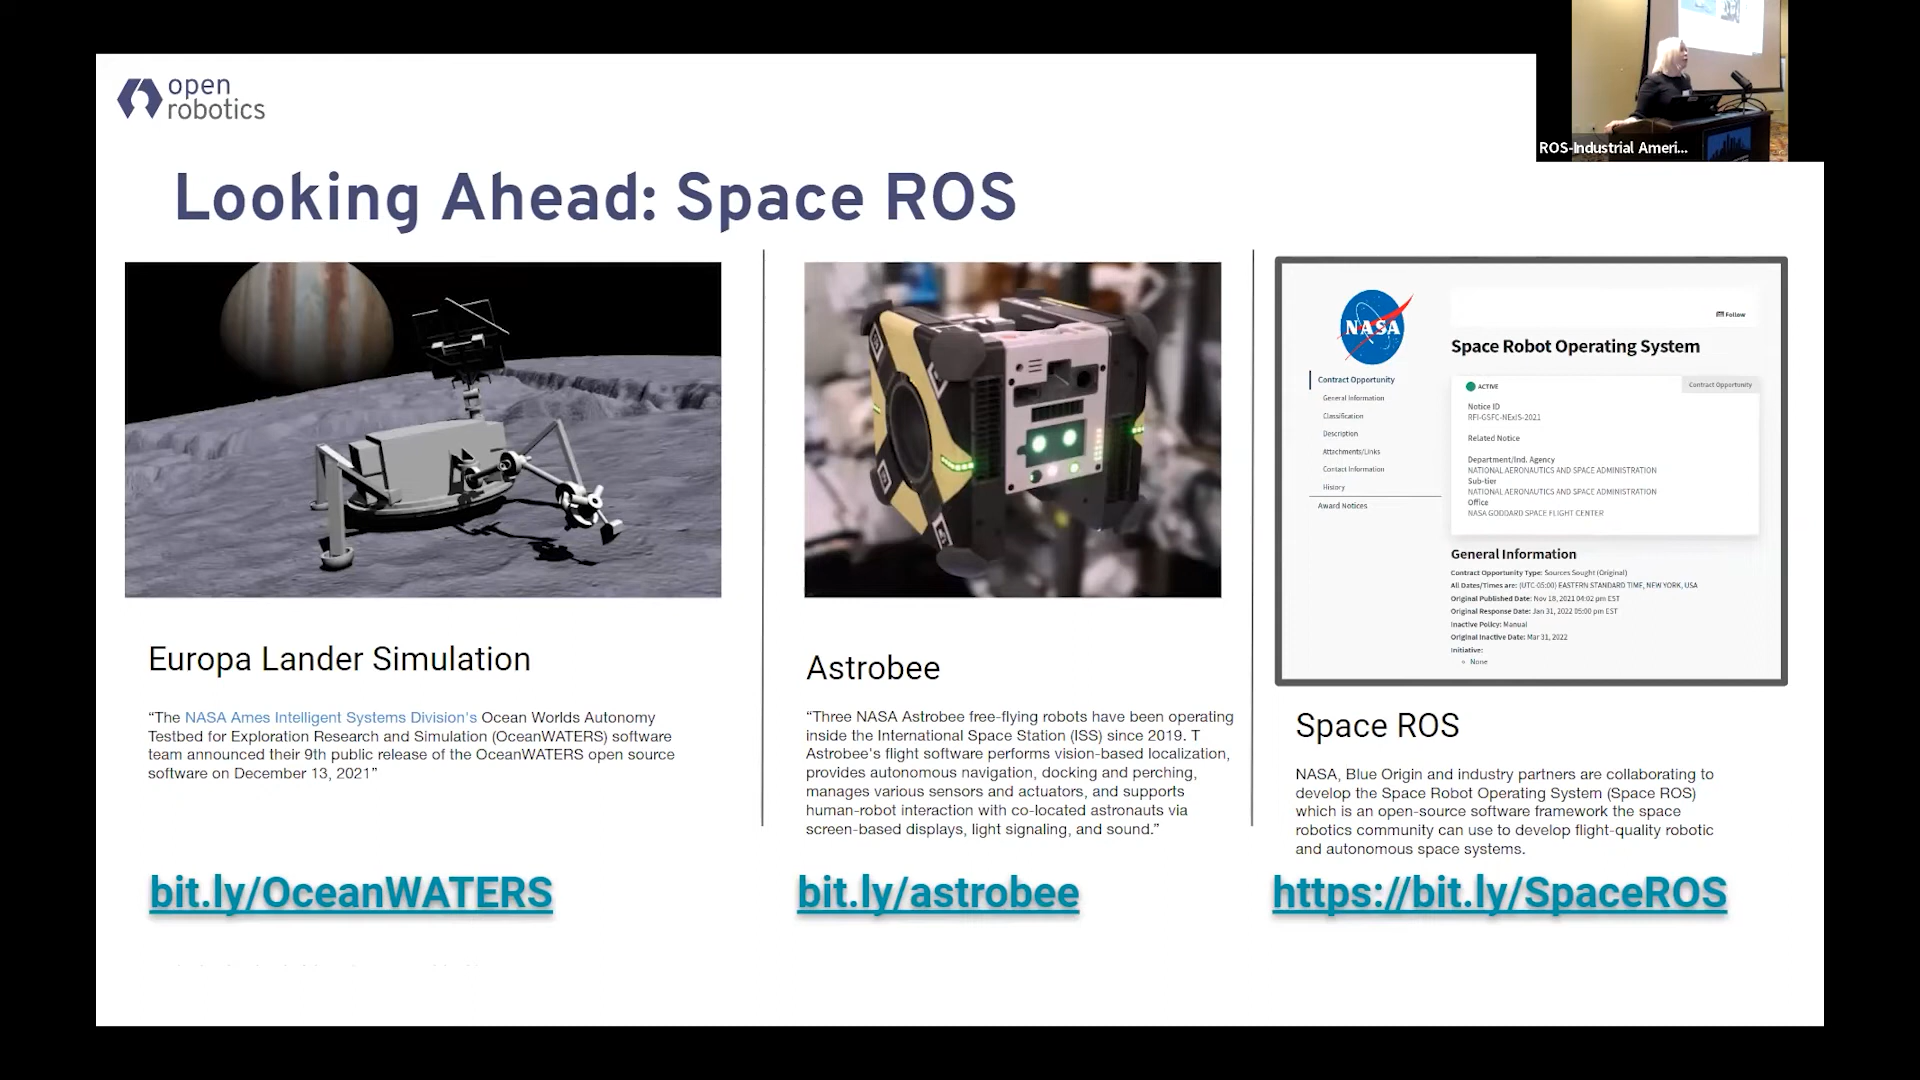 open
robotics
ROS-Industrial Ameri...
Looking Ahead: Space ROS
Europa Lander Simulation
“The NASA Ames Intelligent Systems Division's Ocean Worlds Autonomy
Testbed for Exploration Research and Simulation (OceanWATERS) software
team announced their 9th public release of the OceanWATERS open source
software on December 13, 2021”
bit.ly/OceanWATERS
Astrobee
“Three NASA Astrobee free-flying robots have been operating
inside the International Space Station (ISS) since 2019. T
Astrobee's flight software performs vision-based localization,
provides autonomous navigation, docking and perching,
manages various sensors and actuators, and supports
human-robot interaction with co-located astronauts via
screen-based displays, light signaling, and sound.”
bit.ly/astrobee
NASA
Contract Opportunity
General Information
Classification
Description
Attachments/Links
Contact Information
History
Award Notices
Follow
Space Robot Operating System
ACTIVE
Contract Opportunity
Notice ID
RFI-GSFC-NExIS-2021
Related Notice
Department/Ind. Agency
NATIONAL AERONAUTICS AND SPACE ADMINISTRATION
Sub-tier
NATIONAL AERONAUTICS AND SPACE ADMINISTRATION
Office
NASA GODDARD SPACE FLIGHT CENTER
General Information
Contract Opportunity Type: Sources Sought (Original)
All Dates/Times are: (UTC-05:00) EASTERN STANDARD TIME, NEW YORK, USA
Original Published Date: Nov 18, 2021 04:02 pm EST
Original Response Date: Jan 31, 2022 05:00 pm EST
Inactive Policy: Manual
Original Inactive Date: Mar 31, 2022
Initiative:
None
Space ROS
NASA, Blue Origin and industry partners are collaborating to
develop the Space Robot Operating System (Space ROS)
which is an open-source software framework the space
robotics community can use to develop flight-quality robotic
and autonomous space systems.
https://bit.ly/SpaceROS